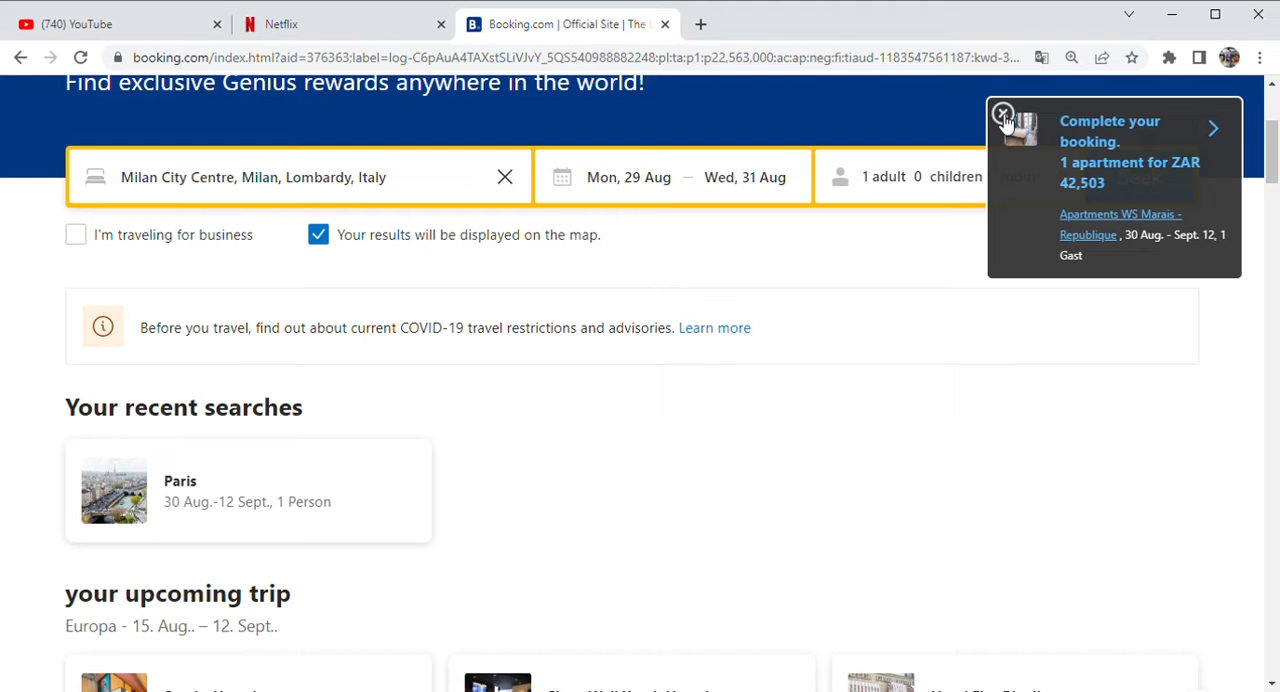 (740) YouTube
Netflix
Booking.com | Official Site | The
booking.com/index.html?aid=376363;label=log-C6pAuA4TAXstSLiVJvY_5QS540988882248:pl:ta:p1:p22,563,000:ac:ap:neg:fi:tiaud-1183547561187:kwd-3...
Find exclusive Genius rewards anywhere in the world!
Complete your
booking.
1 apartment for ZAR
42,503
Apartments WS Marais -
Republique , 30 Aug. - Sept. 12, 1
Gast
Milan City Centre, Milan, Lombardy, Italy
Mon, 29 Aug — Wed, 31 Aug
1 adult 0 children
I'm traveling for business
Your results will be displayed on the map.
Before you travel, find out about current COVID-19 travel restrictions and advisories. Learn more
Your recent searches
Paris
30 Aug.-12 Sept., 1 Person
your upcoming trip
Europa - 15. Aug.. – 12. Sept..